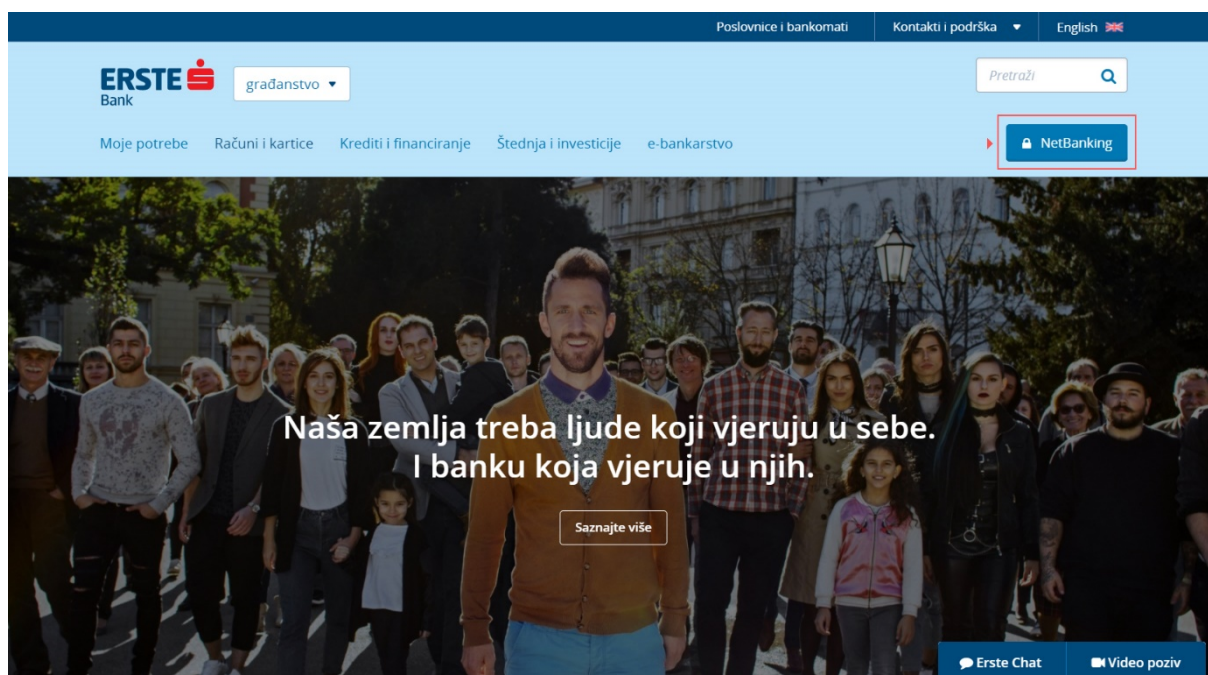 Poslovnice i bankomati
Kontakti i podrška
English
ERSTE
Bank
građanstvo
Pretraži
Moje potrebe
Računi i kartice
Krediti i financiranje
Štednja i investicije
e-bankarstvo
NetBanking
Naša zemlja treba ljude koji vjeruju u sebe.
I banku koja vjeruje u njih.
Saznajte više
Erste Chat
Video poziv